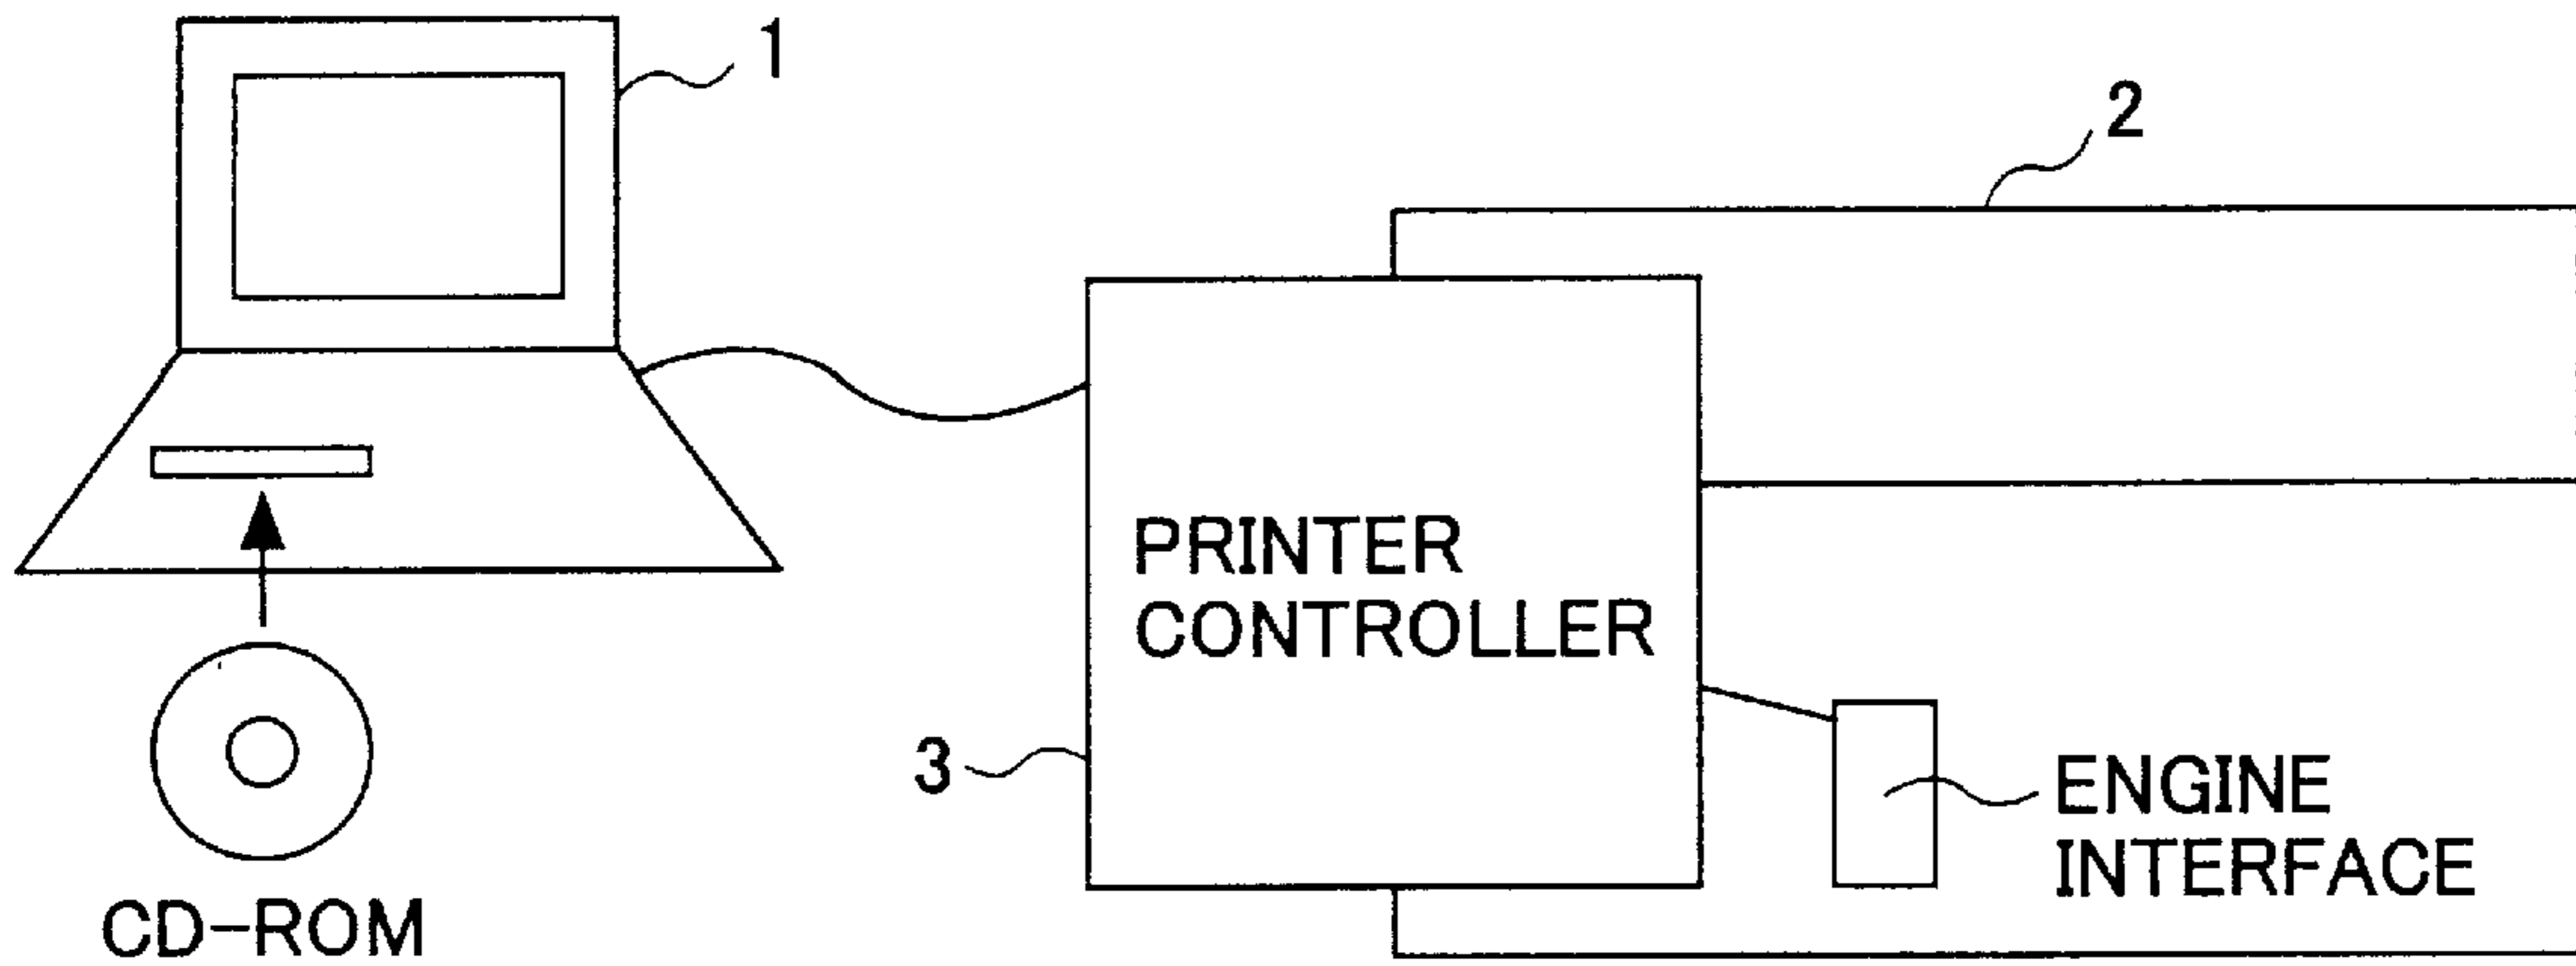 1
2
PRINTER
CONTROLLER
3
ENGINE
INTERFACE
CD-ROM